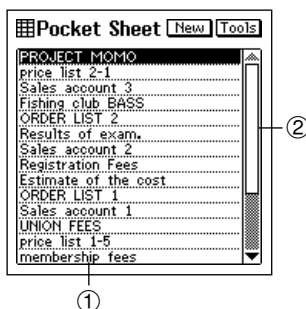 Pocket Sheet New Tools
PROJECT MOMO
price list 2-1
Sales account 3
Fishing club BASS
ORDER LIST 2
Results of exam.
Sales account 2
Registration Fees
Estimate of the cost
ORDER LIST 1
Sales account 1
UNION FEES
price list 1-5
membership fees
②
①